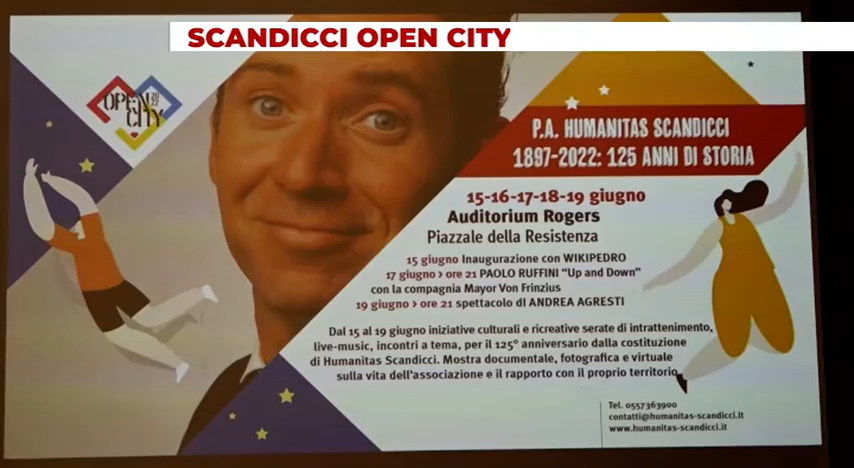 SCANDICCI OPEN CITY
OPEN
2022
CITY
P.A. HUMANITAS SCANDICCI
1897-2022: 125 ANNI DI STORIA
15-16-17-18-19 giugno
Auditorium Rogers
Piazzale della Resistenza
15 giugno Inaugurazione con WIKIPEDRO
17 giugno > ore 21 PAOLO RUFFINI “Up and Down”
con la compagnia Mayor Von Frinzius
19 giugno > ore 21 spettacolo di ANDREA AGRESTI
Dal 15 al 19 giugno iniziative culturali e ricreative serate di intrattenimento,
live-music, incontri a tema, per il 125° anniversario dalla costituzione
di Humanitas Scandicci. Mostra documentale, fotografica e virtuale
sulla vita dell'associazione e il rapporto con il proprio territorio
Tel. 0557363900
contatti@humanitas-scandicci.it
www.humanitas-scandicci.it